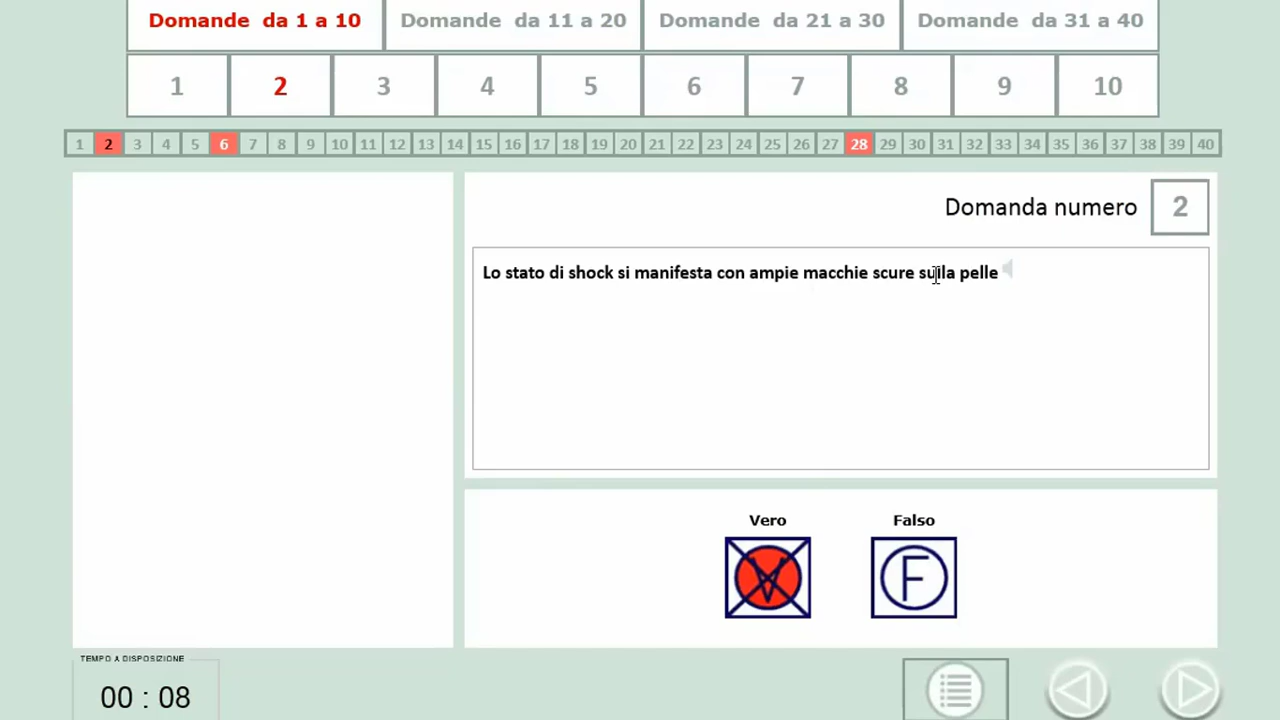 Domande da 1 a 10 Domande da 11 a 20 Domande da 21 a 30 Domande da 31 a 40
1 2 3 4 5 6 7 8 9 10
1 2 3 4 5 6 7 8 9 10 11 12 13 14 15 16 17 18 19 20 21 22 23 24 25 26 27 28 29 30 31 32 33 34 35 36 37 38 39 40
Domanda numero 2
Lo stato di shock si manifesta con ampie macchie scure sulla pelle
Vero Falso
V F
TEMPO A DISPOSIZIONE
00 : 08